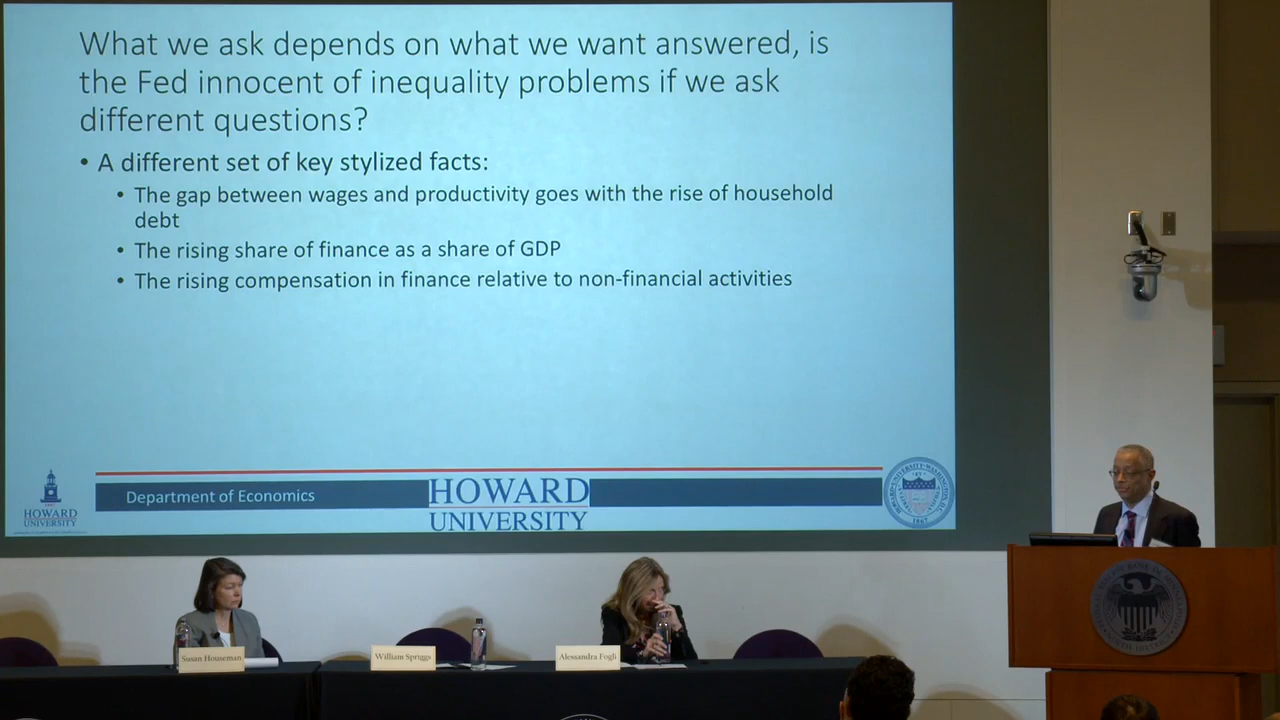 What we ask depends on what we want answered, is
the Fed innocent of inequality problems if we ask
different questions?
• A different set of key stylized facts:
• The gap between wages and productivity goes with the rise of household
debt
• The rising share of finance as a share of GDP
• The rising compensation in finance relative to non-financial activities
Department of Economics
HOWARD
UNIVERSITY
HOWARD
UNIVERSITY
1867
Susan Houseman
William Spriggs
Alessandra Fogli